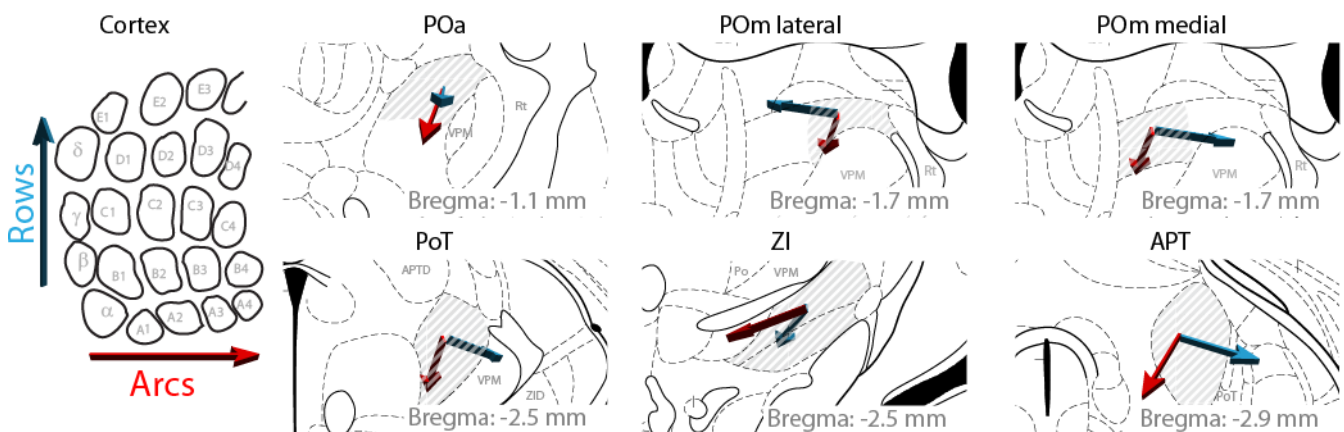 Cortex
E1
E2
E3
δ
D1
D2
D3
D4
γ
C1
C2
C3
C4
β
B1
B2
B3
B4
α
A1
A2
A3
A4
Rows
Arcs
POa
Rt
VPM
Bregma: -1.1 mm
POm lateral
VPM
Rt
Bregma: -1.7 mm
POm medial
VPM
Rt
Bregma: -1.7 mm
PoT
APTD
VPM
ZID
Bregma: -2.5 mm
ZI
Po
VPM
Bregma: -2.5 mm
APT
PoT
Bregma: -2.9 mm